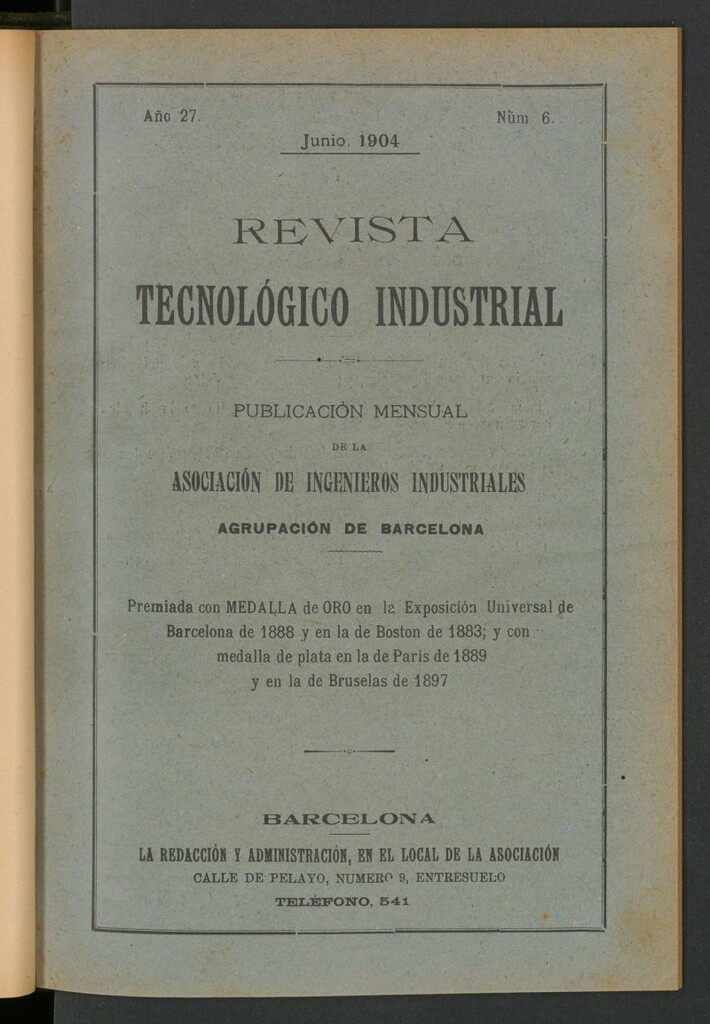 Año 27.
Núm 6.
Junio. 1904
REVISTA
TECNOLÓGICO INDUSTRIAL
PUBLICACIÓN MENSUAL
DE LA
ASOCIACIÓN DE INGENIEROS INDUSTRIALES
AGRUPACIÓN DE BARCELONA
Premiada con MEDALLA de ORO en la Exposición Universal de
Barcelona de 1888 y en la de Boston de 1883; y con
medalla de plata en la de Paris de 1889
y en la de Bruselas de 1897
BARCELONA
LA REDACCIÓN Y ADMINISTRACIÓN, EN EL LOCAL DE LA ASOCIACIÓN
CALLE DE PELAYO, NUMERO 9, ENTRESUELO
TELÉFONO, 541